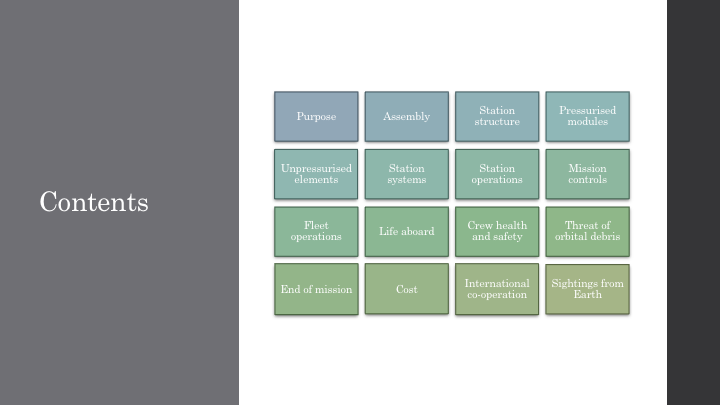 Contents
Purpose
Assembly
Station
structure
Pressurised
modules
Unpressurised
elements
Station
systems
Station
operations
Mission
controls
Fleet
operations
Life aboard
Crew health
and safety
Threat of
orbital debris
End of mission
Cost
International
co-operation
Sightings from
Earth